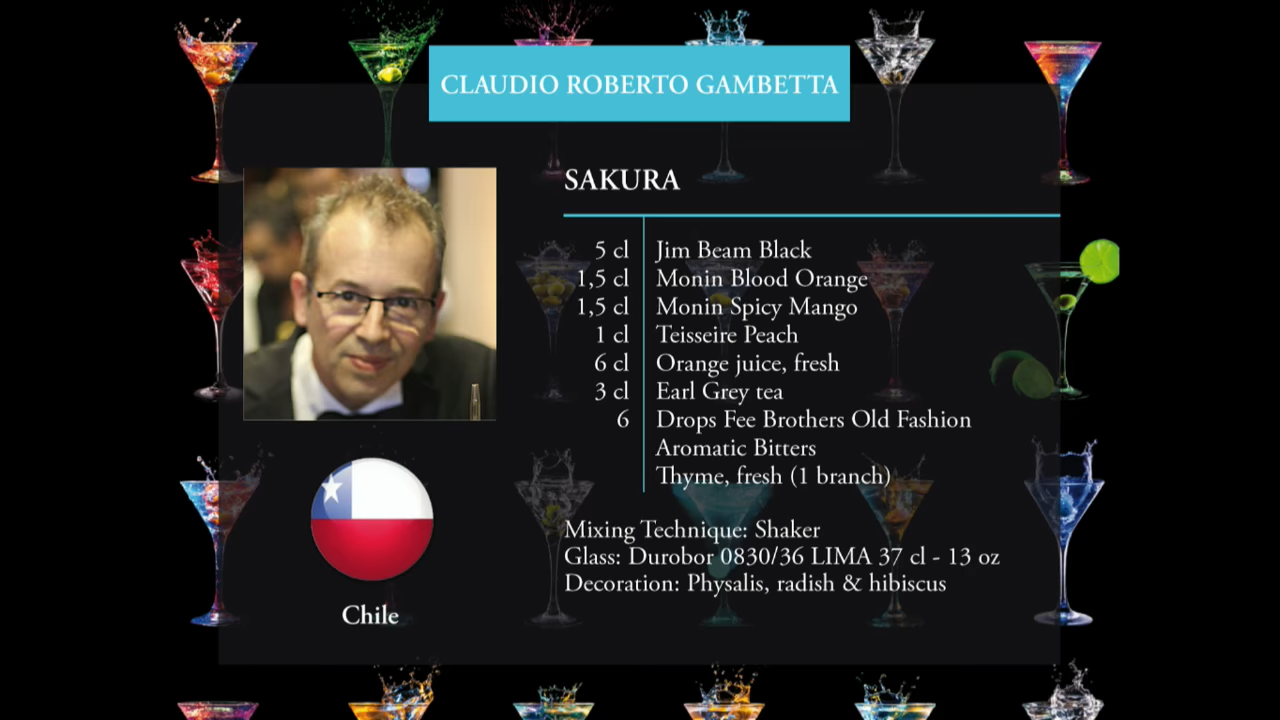 CLAUDIO ROBERTO GAMBETTA
SAKURA
5 cl Jim Beam Black
1,5 cl Monin Blood Orange
1,5 cl Monin Spicy Mango
1 cl Teisseire Peach
6 cl Orange juice, fresh
3 cl Earl Grey tea
6 Drops Fee Brothers Old Fashion
Aromatic Bitters
Thyme, fresh (1 branch)
Mixing Technique: Shaker
Glass: Durobor 0830/36 LIMA 37 cl - 13 oz
Decoration: Physalis, radish & hibiscus
Chile